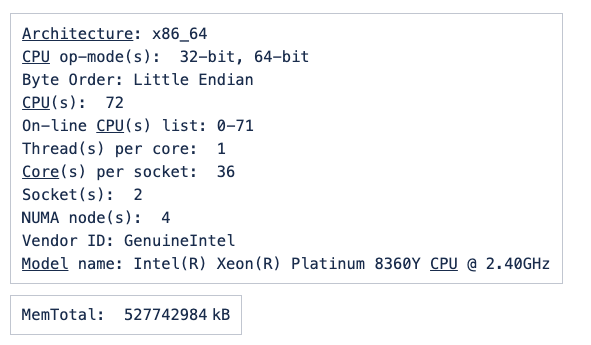 Architecture: x86_64
CPU op-mode(s): 32-bit, 64-bit
Byte Order: Little Endian
CPU(s): 72
On-line CPU(s) list: 0-71
Thread(s) per core: 1
Core(s) per socket: 36
Socket(s): 2
NUMA node(s): 4
Vendor ID: GenuineIntel
Model name: Intel(R) Xeon(R) Platinum 8360Y CPU @ 2.40GHz
MemTotal: 527742984 kB